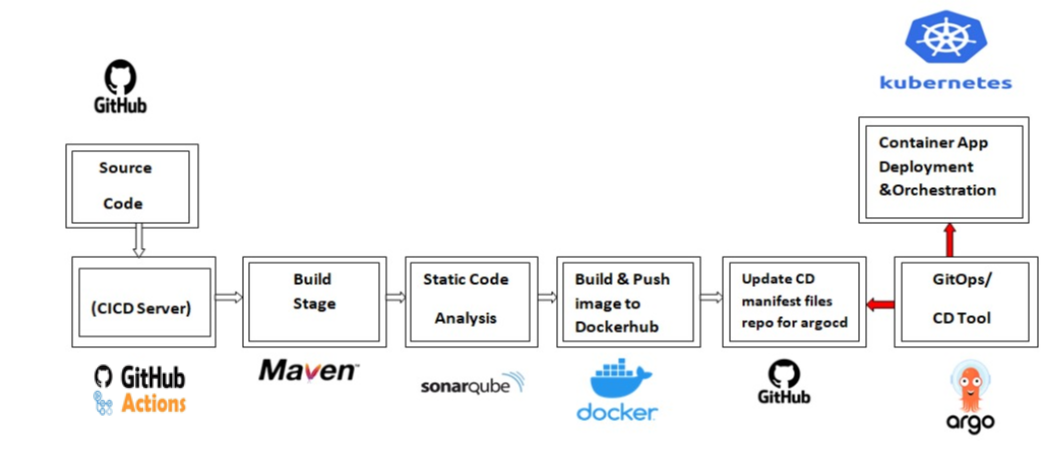 kubernetes
GitHub
Container App
Deployment
&Orchestration
Source
Code
(CICD Server)
Build
Stage
Static Code
Analysis
Build & Push
image to
Dockerhub
Update CD
manifest files
repo for argocd
GitOps/
CD Tool
GitHub
Actions
Maven™
sonarqube
docker
GitHub
argo